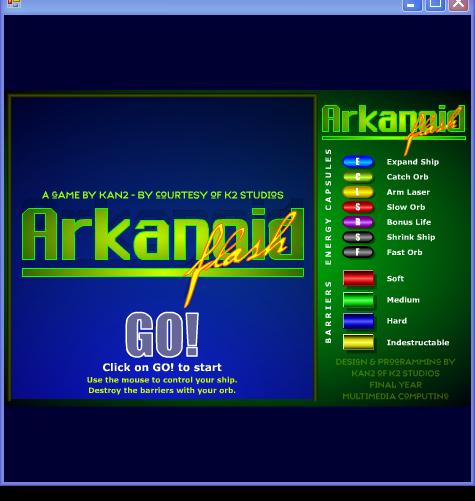 A GAME BY KAN2 - BY COURTESY OF K2 STUDIOS
Arkanoid
flash
GO!
Click on GO! to start
Use the mouse to control your ship.
Destroy the barriers with your orb.
Arkanoid
flash
ENERGY CAPSULES
E Expand Ship
C Catch Orb
L Arm Laser
S Slow Orb
B Bonus Life
S Shrink Ship
F Fast Orb
BARRIERS
Soft
Medium
Hard
Indestructable
DESIGN & PROGRAMMING BY
KAN2 OF K2 STUDIOS
FINAL YEAR
MULTIMEDIA COMPUTING